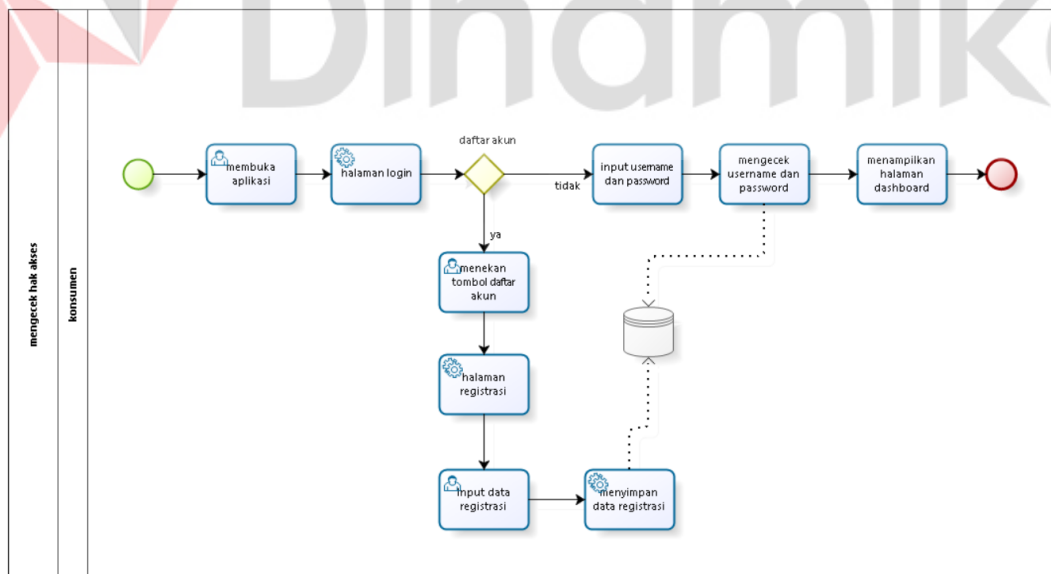 Dinamika
mengecek hak akses
konsumen
membuka
aplikasi
halaman login
daftar akun
tidak
ya
input username
dan password
mengecek
username dan
password
menampilkan
halaman
dashboard
menekan
tombol daftar
akun
halaman
registrasi
Input data
registrasi
menyimpan
data registrasi